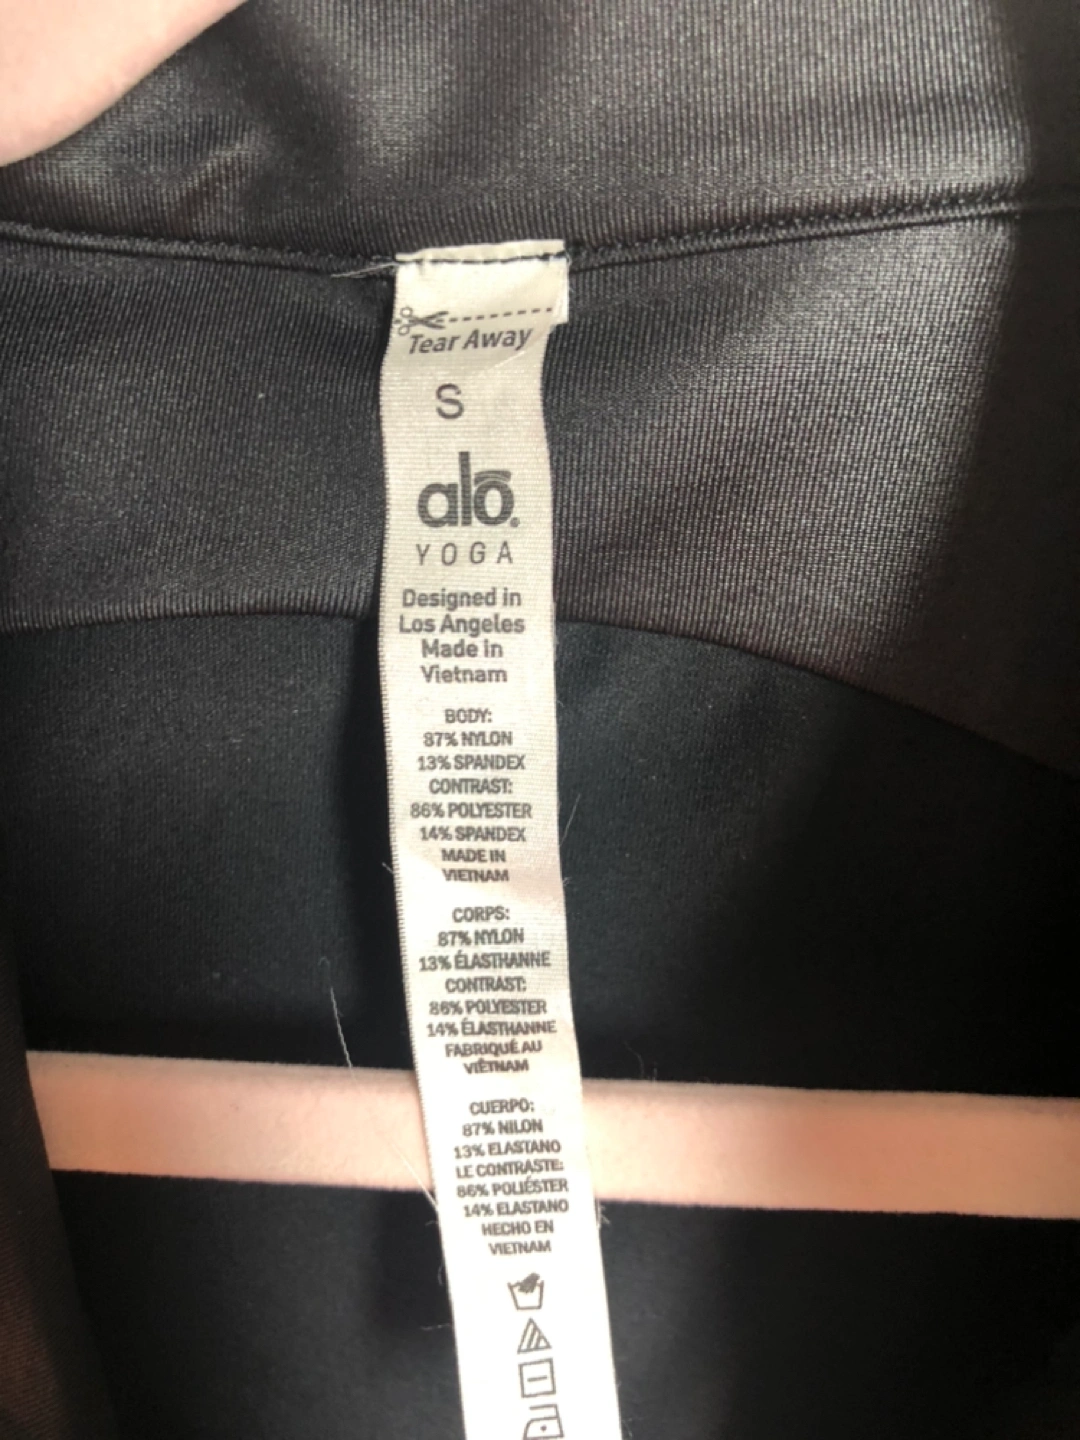 Tear Away
S
alo.
YOGA
Designed in
Los Angeles
Made in
Vietnam
BODY:
87% NYLON
13% SPANDEX
CONTRAST:
86% POLYESTER
14% SPANDEX
MADE IN
VIETNAM
CORPS:
87% NYLON
13% ÉLASTHANNE
CONTRAST:
86% POLYESTER
14% ÉLASTHANNE
FABRIQUÉ AU
VIÊTNAM
CUERPO:
87% NILON
13% ELASTANO
LE CONTRASTE:
86% POLIÉSTER
14% ELASTANO
HECHO EN
VIETNAM